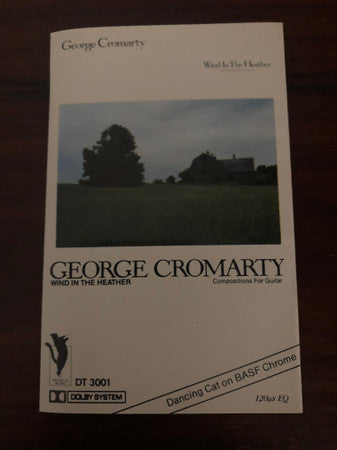 George Cromarty
Wind In The Heather
GEORGE CROMARTY
WIND IN THE HEATHER
Compositions For Guitar
DT 3001
DOLBY SYSTEM
Dancing Cat on BASF Chrome
120µs EQ